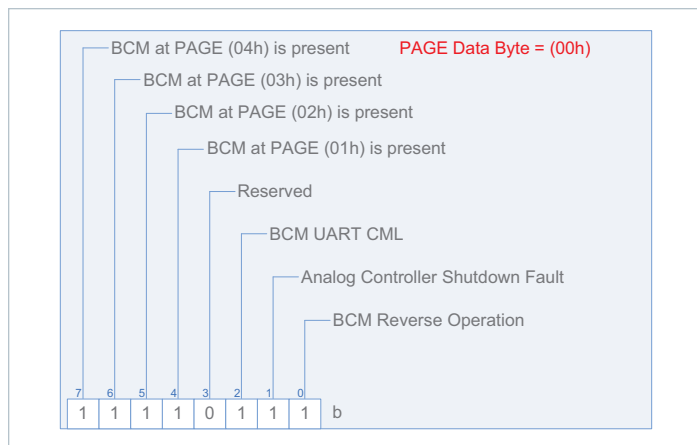 BCM at PAGE (04h) is present PAGE Data Byte = (00h)
BCM at PAGE (03h) is present
BCM at PAGE (02h) is present
BCM at PAGE (01h) is present
Reserved
BCM UART CML
Analog Controller Shutdown Fault
BCM Reverse Operation
7 6 5 4 3 2 1 0
1 1 1 1 0 1 1 1 b